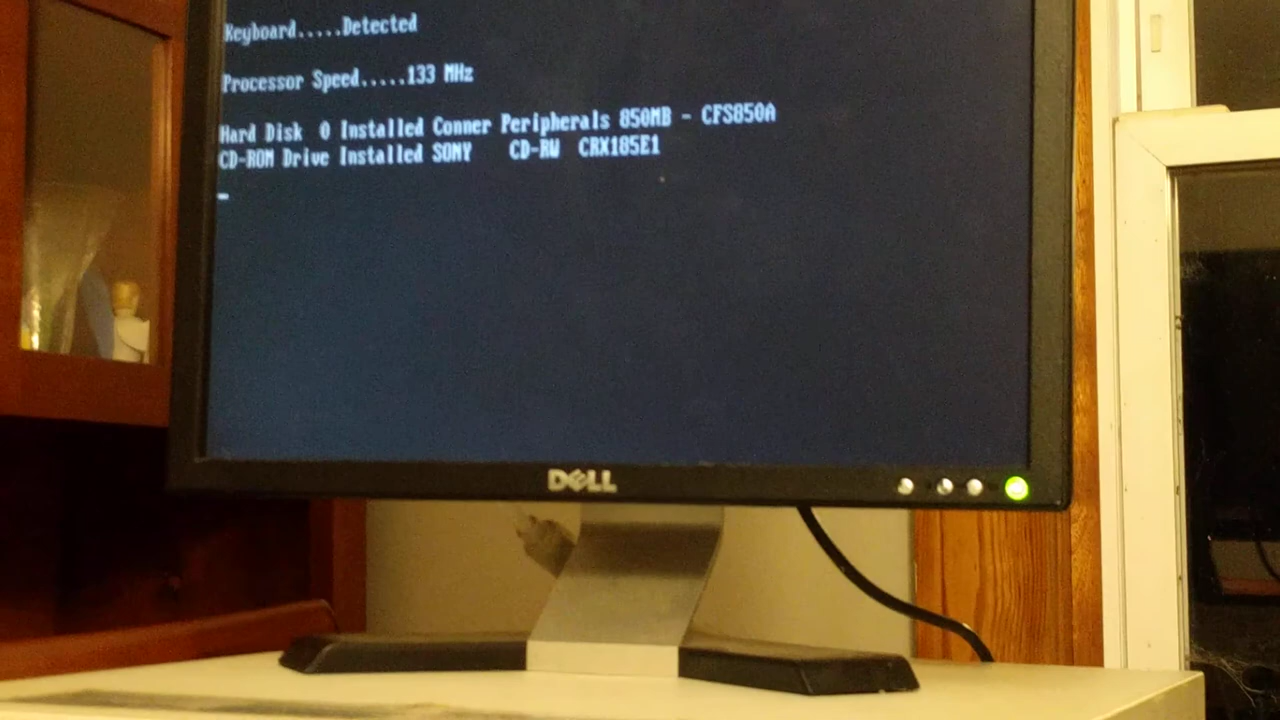 Keyboard.....Detected
Processor Speed.....133 MHz
Hard Disk 0 Installed Conner Peripherals 850MB - CFS850A
CD-ROM Drive Installed SONY CD-RW CRX185E1
DELL